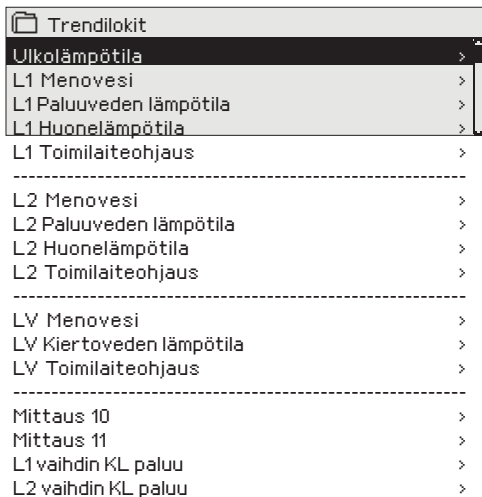 Trendilokit
Ulkolämpötila >
L1 Menovesi >
L1 Paluuveden lämpötila >
L1 Huonelämpötila >
L1 Toimilaiteohjaus >
-----------------------------------------------------------
L2 Menovesi >
L2 Paluuveden lämpötila >
L2 Huonelämpötila >
L2 Toimilaiteohjaus >
-----------------------------------------------------------
LV Menovesi >
LV Kiertoveden lämpötila >
LV Toimilaiteohjaus >
-----------------------------------------------------------
Mittaus 10 >
Mittaus 11 >
L1 vaihdin KL paluu >
L2 vaihdin KL paluu >